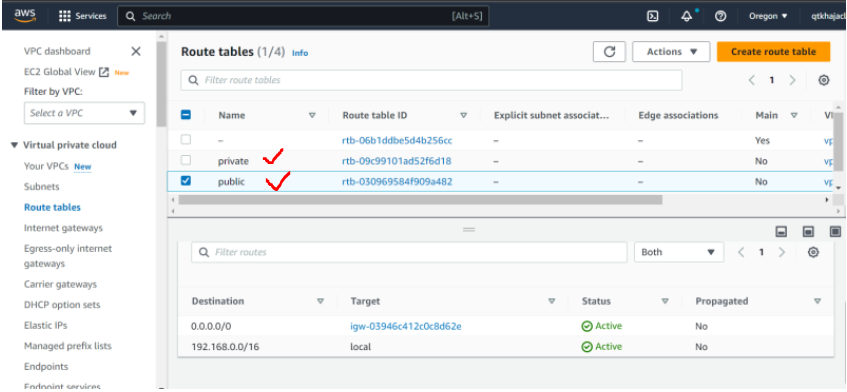 aws Services Search [Alt+S] Oregon ▼ qtkhajacl
VPC dashboard
EC2 Global View New
Filter by VPC:
Select a VPC
Virtual private cloud
Your VPCs New
Subnets
Route tables
Internet gateways
Egress-only internet
gateways
Carrier gateways
DHCP option sets
Elastic IPs
Managed prefix lists
Endpoints
Endpoint services
Route tables (1/4) Info
Actions ▼ Create route table
Filter route tables
1
Name Route table ID Explicit subnet associat... Edge associations Main
– rtb-06b1ddbe5d4b256cc – – Yes vp
private rtb-09c99101ad52f6d18 – – No vp
public rtb-030969584f909a482 – – No vp
Filter routes Both 1
Destination Target Status Propagated
0.0.0.0/0 igw-03946c412c0c8d62e Active No
192.168.0.0/16 local Active No